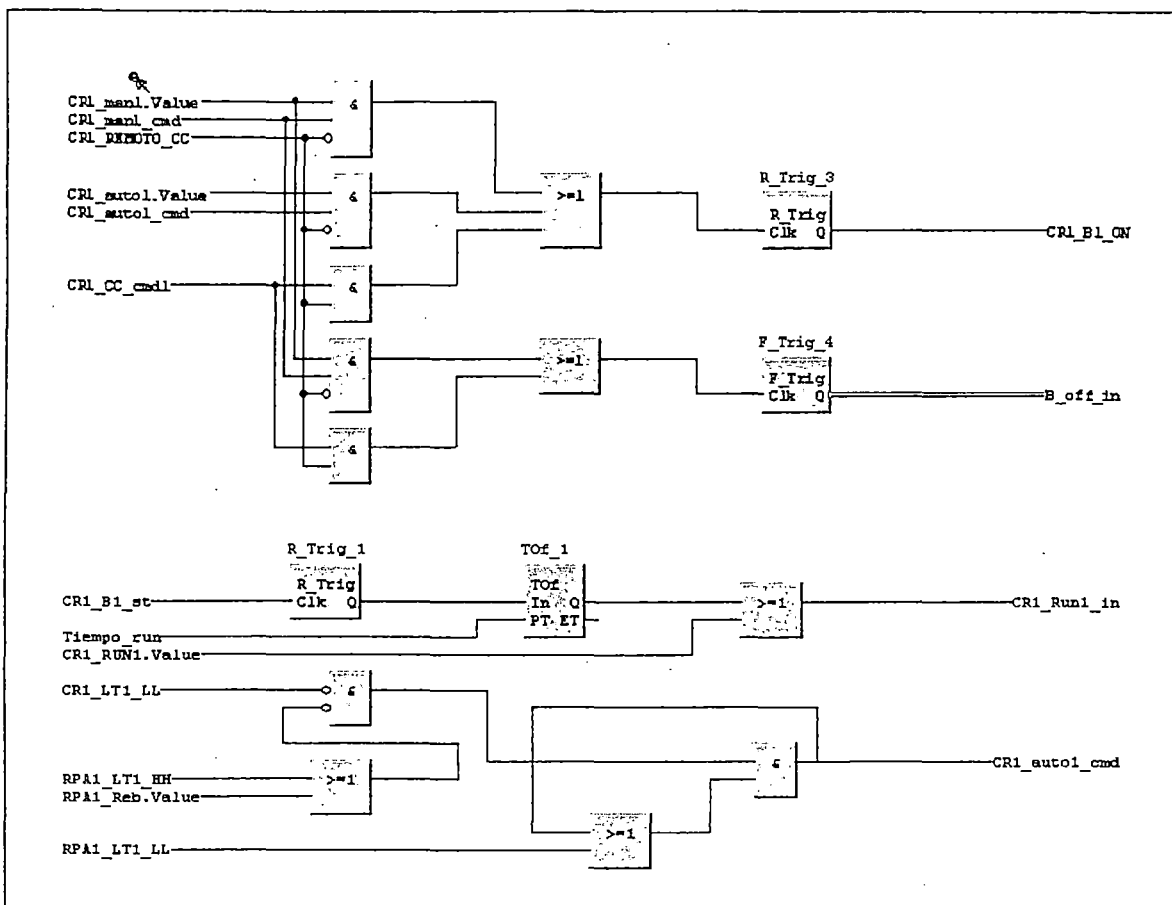 CR1_man1.Value
&
CR1_man1_cmd
CR1_REMOTO_CC
CR1_auto1.Value
&
CR1_auto1_cmd
>=1
R_Trig_3
R_Trig
Clk Q
CR1_B1_ON
CR1_CC_cmd1
&
&
>=1
F_Trig_4
F_Trig
Clk Q
B_off_in
&
R_Trig_1
R_Trig
Clk Q
TOf_1
TOf
In Q
PT ET
>=1
CR1_B1_st
CR1_Run1_in
Tiempo_run
CR1_RUN1.Value
CR1_LT1_LL
&
RPA1_LT1_HH
>=1
RPA1_Reb.Value
&
CR1_auto1_cmd
>=1
RPA1_LT1_LL